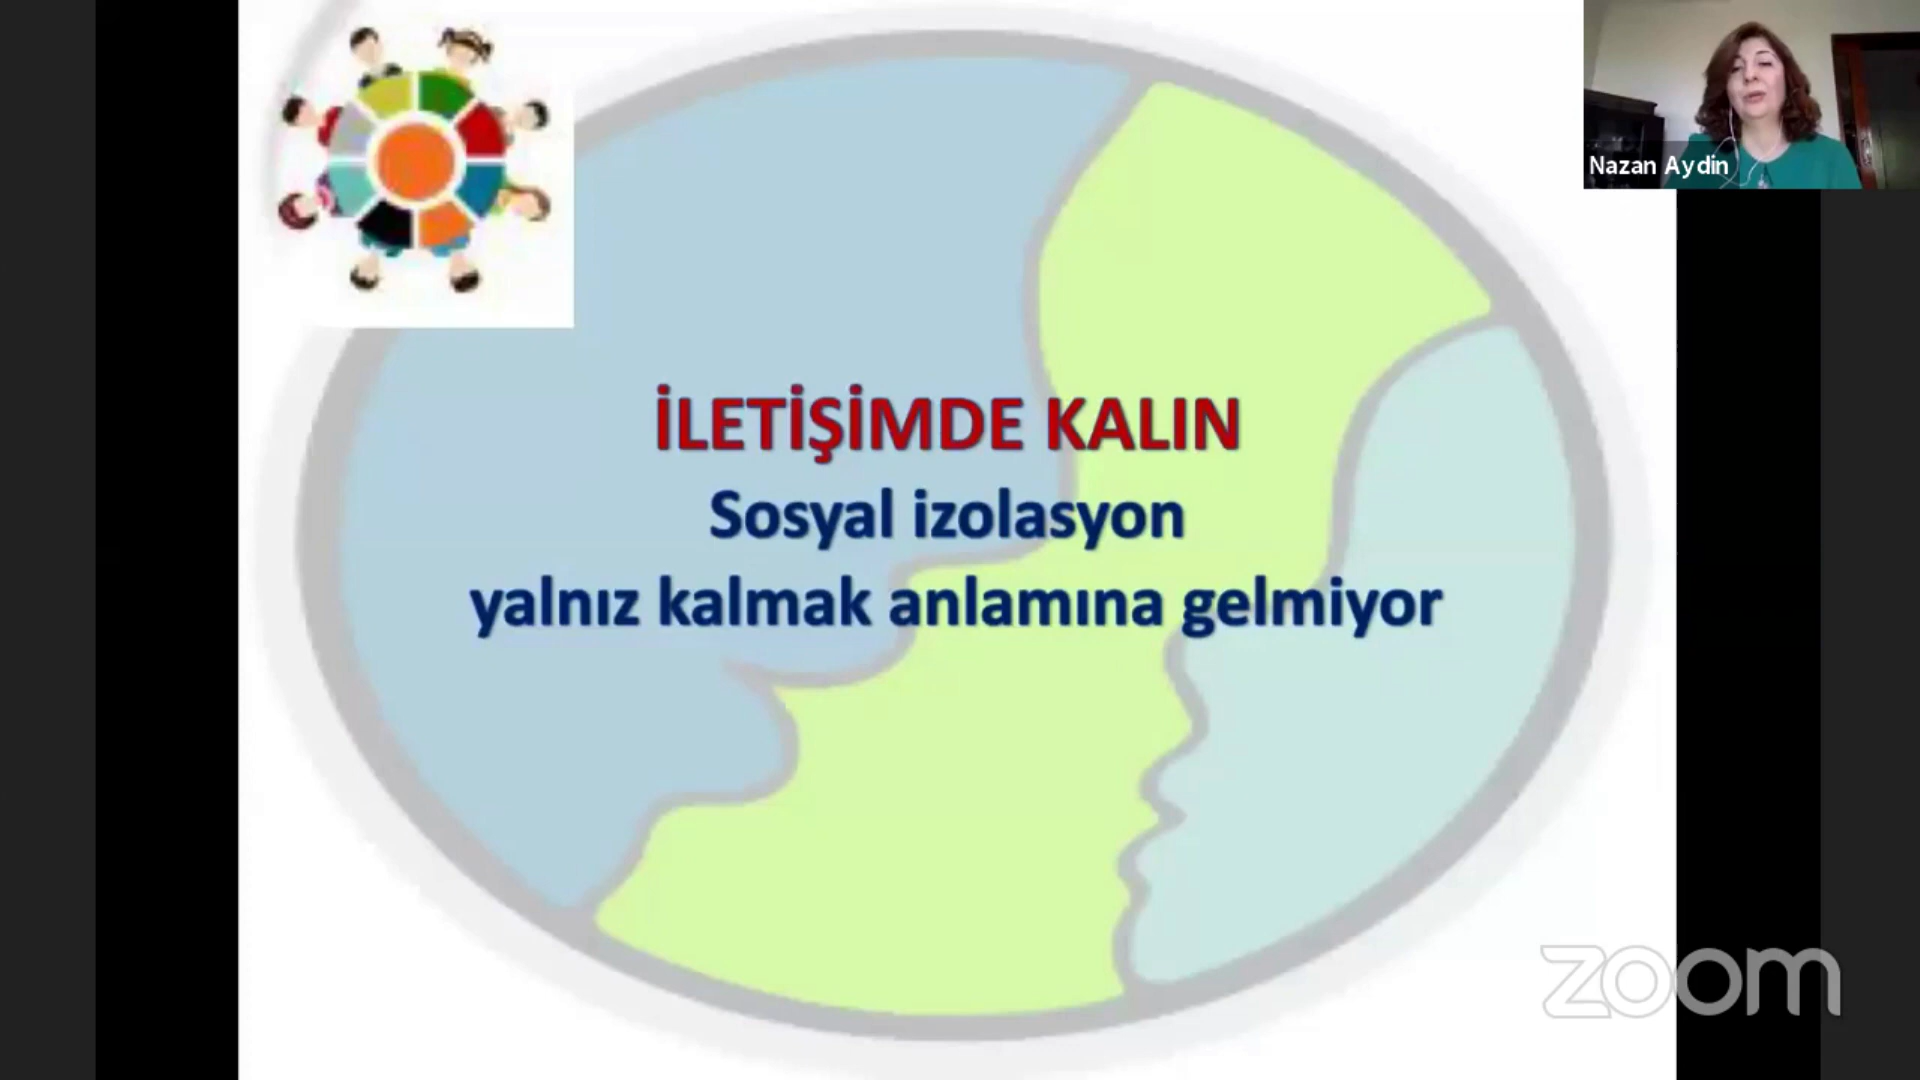 Nazan Aydin
İLETİŞİMDE KALIN
Sosyal izolasyon
yalnız kalmak anlamına gelmiyor
zoom